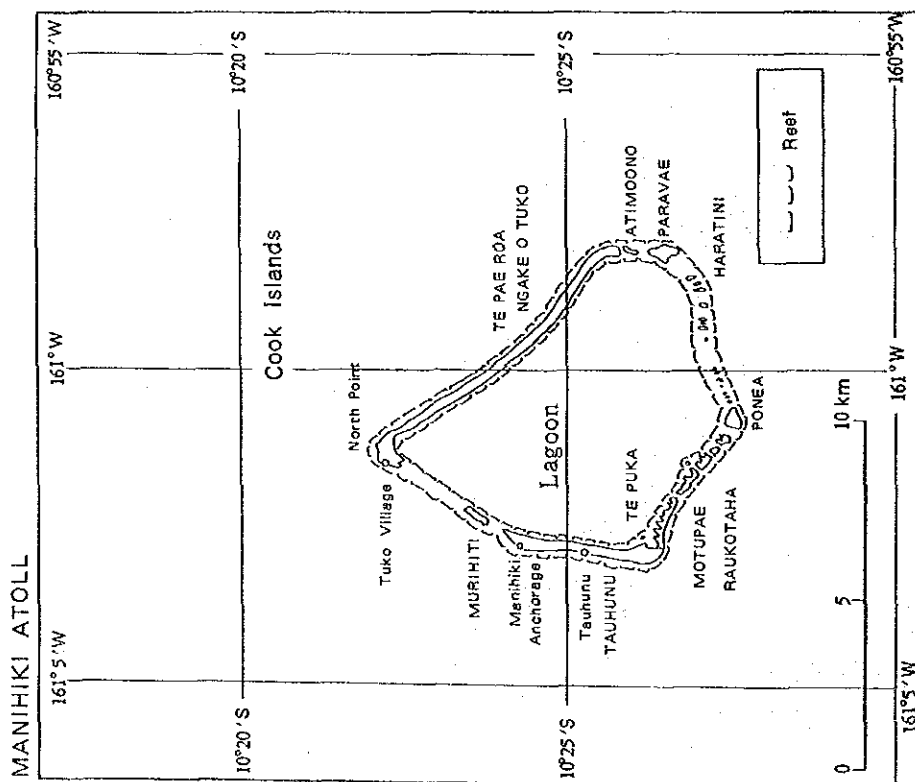 MANIHIKI ATOLL
161°5'W
161°W
160°55'W
10°20'S
10°20'S
Cook Islands
North Point
Tuko Village
TE PAE ROA
NGAKE O TUKO
MURIHITI
Manihiki
Anchorage
Lagoon
10°25'S
10°25'S
Tauhunu
TAUHUNU
TE PUKA
ATIMOONO
PARAVAE
MOTUPAE
RAUKOTAHA
HARATINI
PONEA
Reef
0
5
10 km
161°5'W
161°W
160°55'W